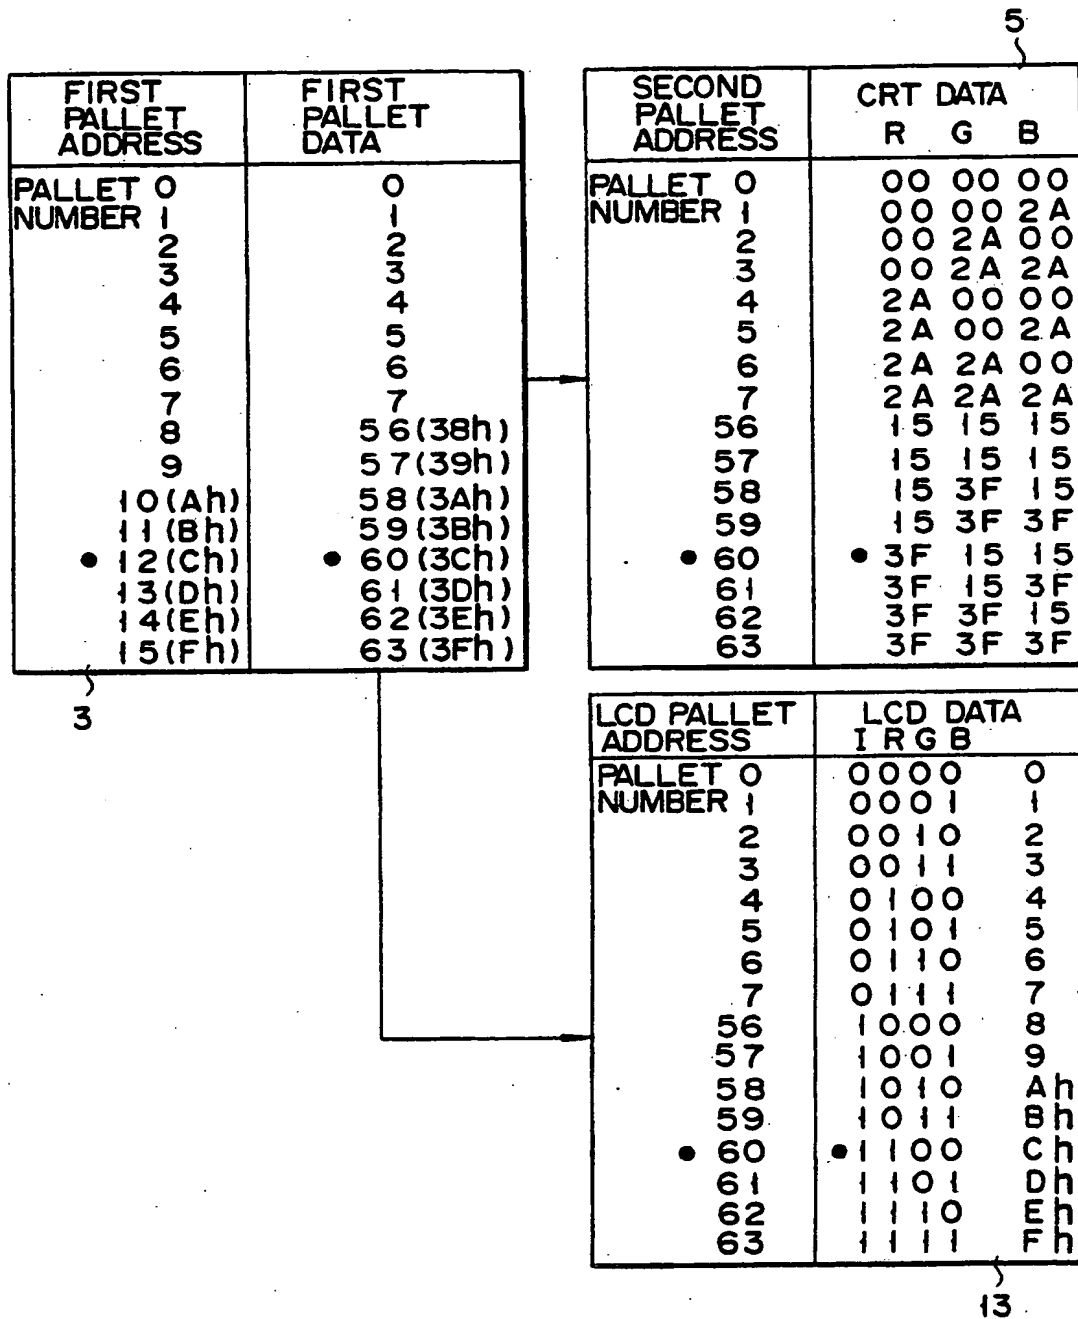 5
FIRST PALLET ADDRESS FIRST PALLET DATA
PALLET NUMBER 0 0
1 1
2 2
3 3
4 4
5 5
6 6
7 7
8 56(38h)
9 57(39h)
10(Ah) 58(3Ah)
11(Bh) 59(3Bh)
● 12(Ch) ● 60(3Ch)
13(Dh) 61(3Dh)
14(Eh) 62(3Eh)
15(Fh) 63(3Fh)
3
SECOND PALLET ADDRESS CRT DATA
R G B
PALLET NUMBER 0 00 00 00
1 00 00 2A
2 00 2A 00
3 00 2A 2A
4 2A 00 00
5 2A 00 2A
6 2A 2A 00
7 2A 2A 2A
56 15 15 15
57 15 15 15
58 15 3F 15
59 15 3F 3F
● 60 ● 3F 15 15
61 3F 15 3F
62 3F 3F 15
63 3F 3F 3F
LCD PALLET ADDRESS LCD DATA
I R G B
PALLET NUMBER 0 0000 0
1 0001 1
2 0010 2
3 0011 3
4 0100 4
5 0101 5
6 0110 6
7 0111 7
56 1000 8
57 1001 9
58 1010 Ah
59 1011 Bh
● 60 ● 1100 Ch
61 1101 Dh
62 1110 Eh
63 1111 Fh
13